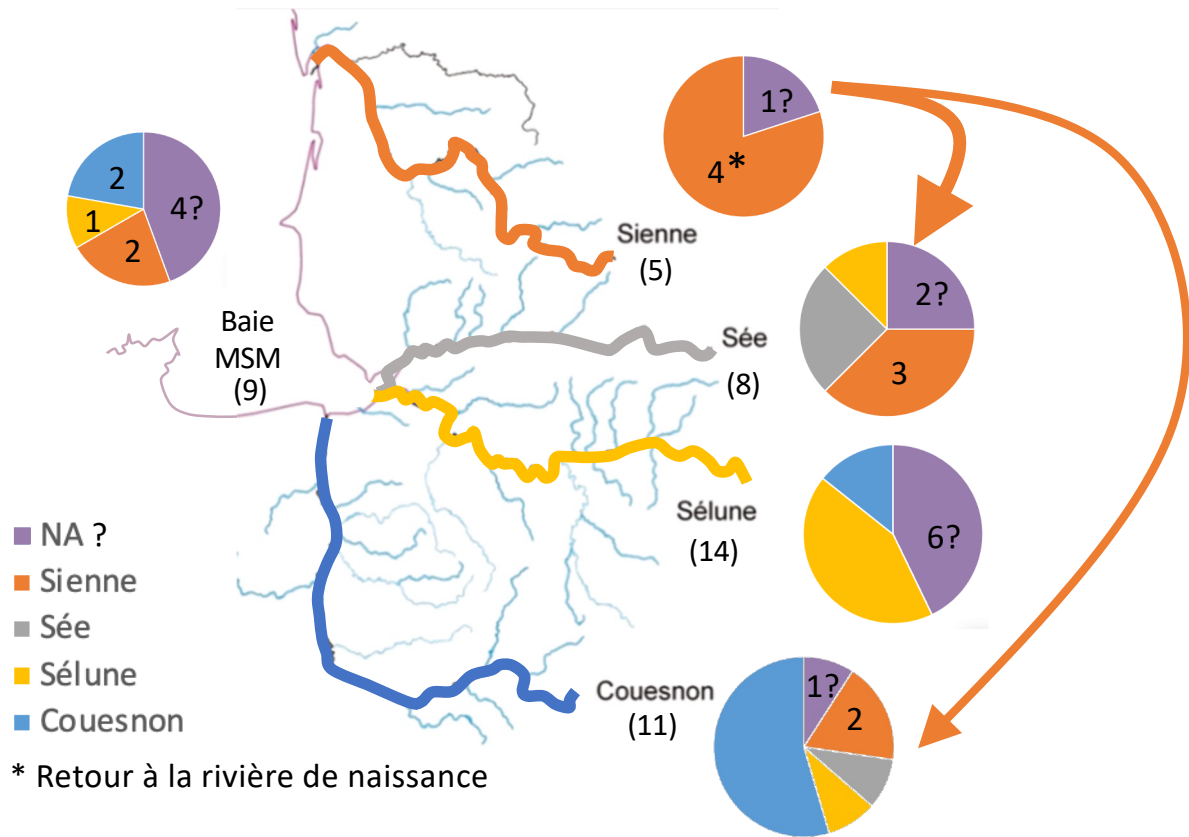 1?
4*
Sienne
(5)
2
4?
1
2
2?
3
Baie
MSM
(9)
Sée
(8)
6?
Sélune
(14)
NA ?
Sienne
Sée
Sélune
Couesnon
Couesnon
(11)
1?
2
* Retour à la rivière de naissance